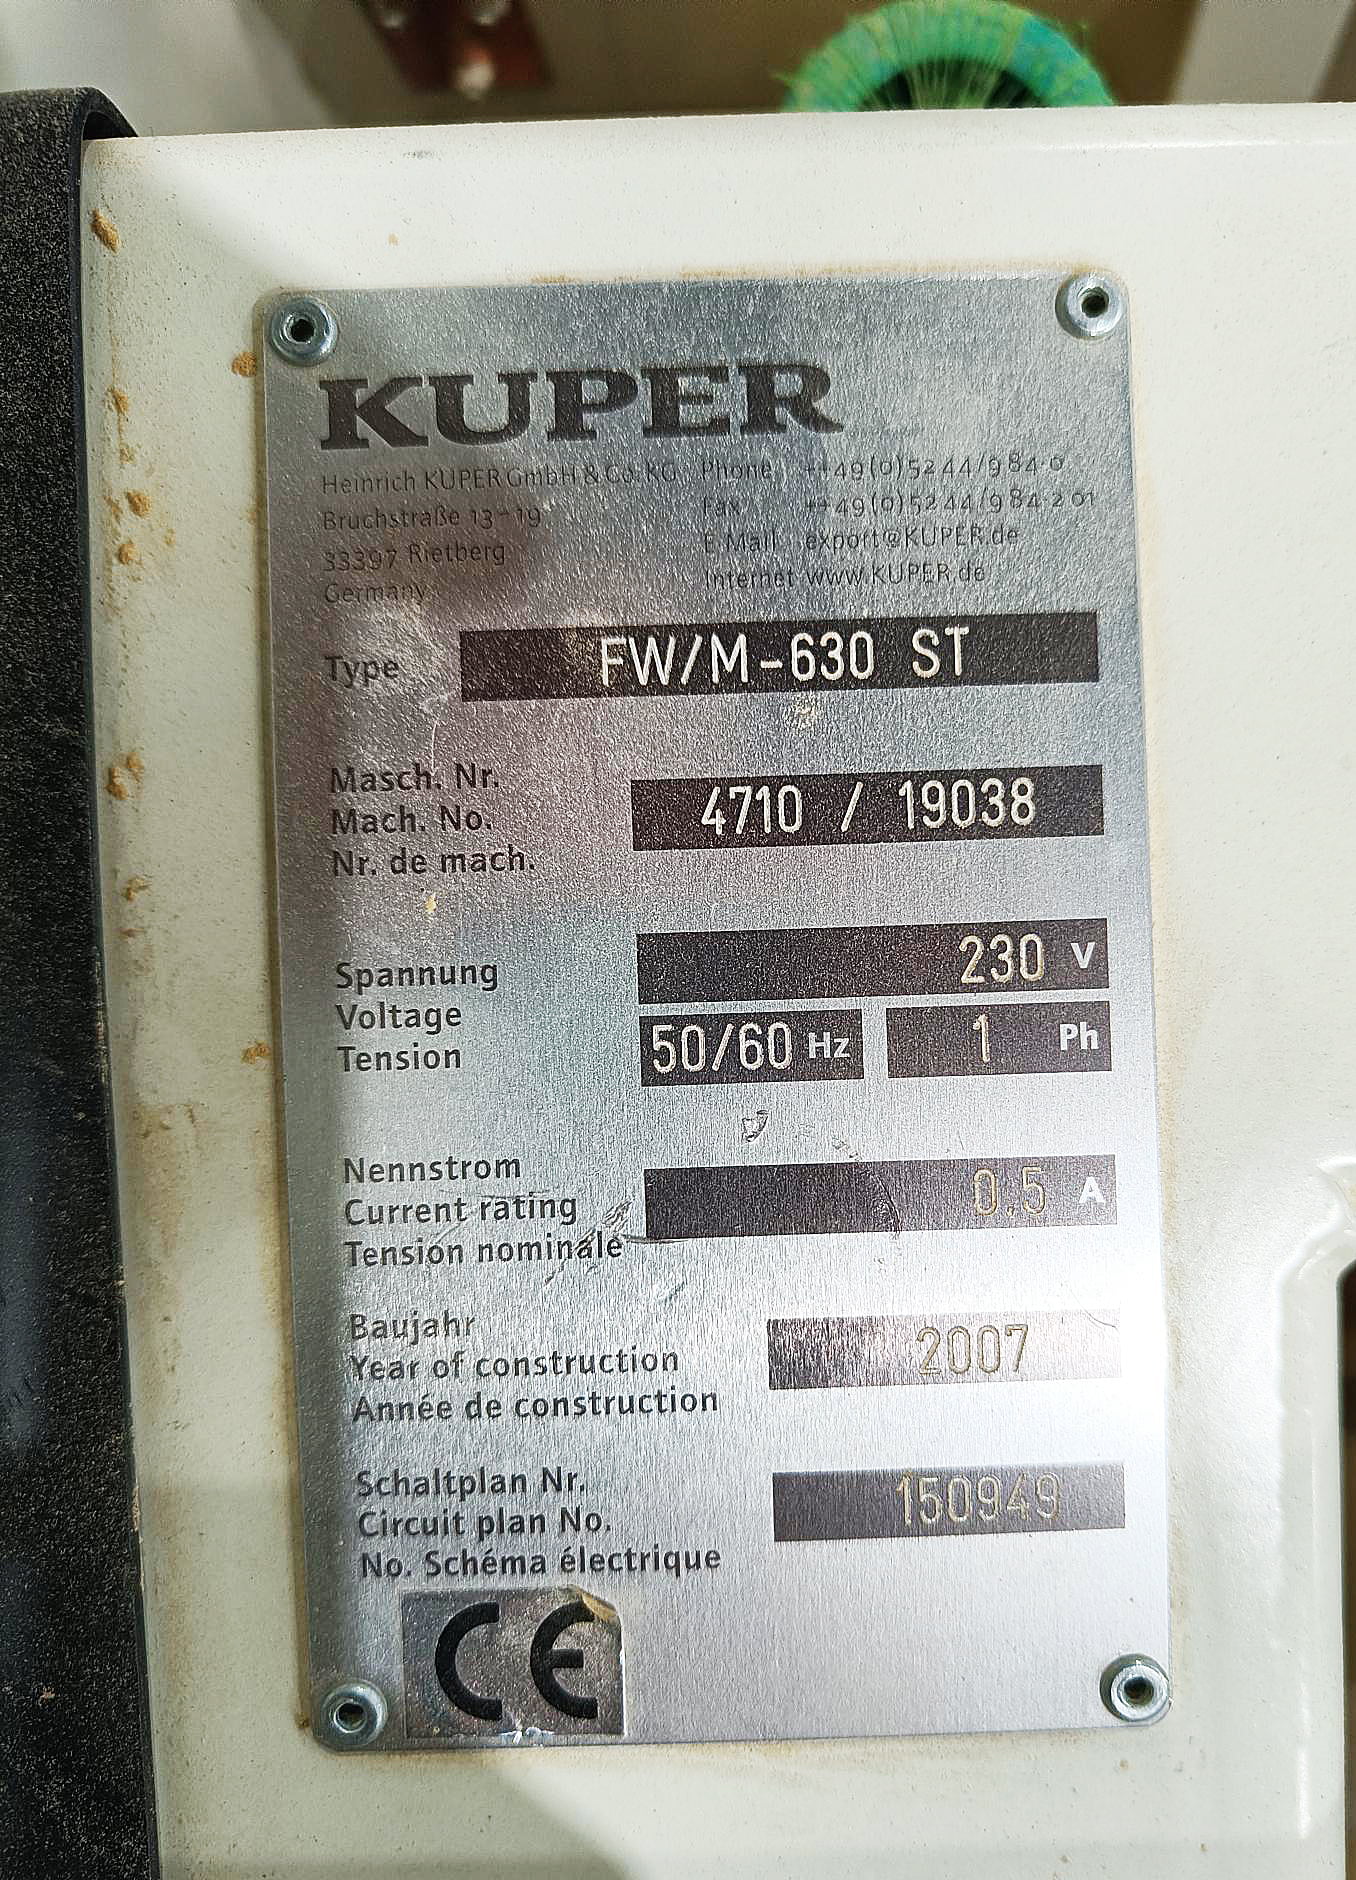 KUPER
Heinrich KUPER GmbH & Co. KG Phone ++49(0)5244/984-0
Bruchstraße 13-19 Fax ++49(0)5244/984-201
33397 Rietberg E-Mail export@KUPER.de
Germany Internet www.KUPER.de
Type FW/M-630 ST
Masch. Nr.
Mach. No. 4710 / 19038
Nr. de mach.
Spannung 230 V
Voltage
Tension 50/60 Hz 1 Ph
Nennstrom
Current rating 0.5 A
Tension nominale
Baujahr
Year of construction 2007
Année de construction
Schaltplan Nr.
Circuit plan No. 150949
No. Schéma électrique
CE